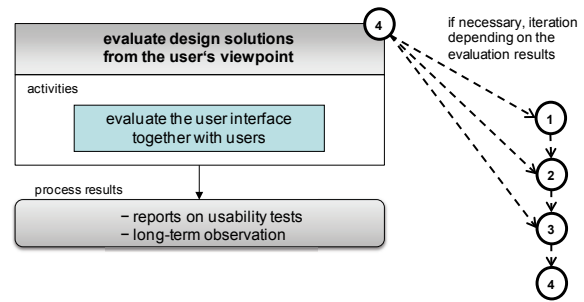 evaluate design solutions
from the user‘s viewpoint
4
activities
evaluate the user interface
together with users
process results
− reports on usability tests
− long-term observation
if necessary, iteration
depending on the
evaluation results
1
2
3
4